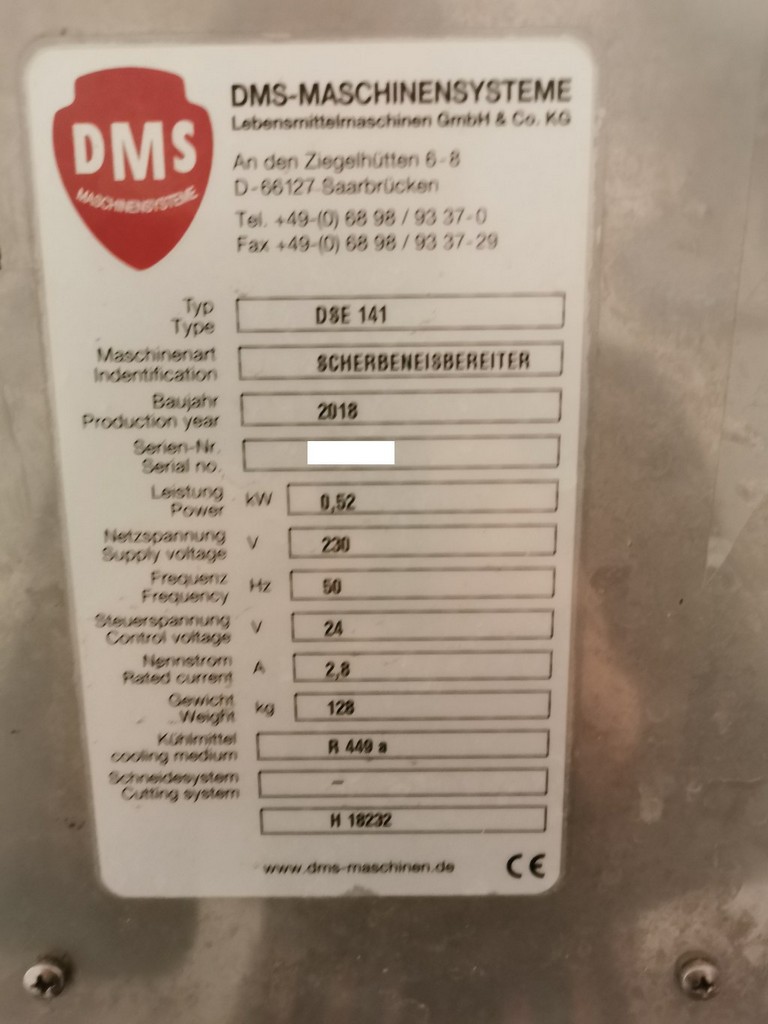 DMS
MASCHINENSYSTEME
DMS-MASCHINENSYSTEME
Lebensmittelmaschinen GmbH & Co. KG
An den Ziegelhütten 6-8
D-66127 Saarbrücken
Tel. +49-(0) 68 98 / 93 37-0
Fax +49-(0) 68 98 / 93 37-29
Typ
Type DSE 141
Maschinenart
Indentification SCHERBENEISBEREITER
Baujahr
Production year 2018
Serien-Nr.
Serial no.
Leistung
Power kW 0,52
Netzspannung
Supply voltage V 230
Frequenz
Frequency Hz 50
Steuerspannung
Control voltage V 24
Nennstrom
Rated current A 2,8
Gewicht
Weight kg 128
Kühlmittel
cooling medium R 449 a
Schneidesystem
Cutting system -
H 18232
www.dms-maschinen.de CE